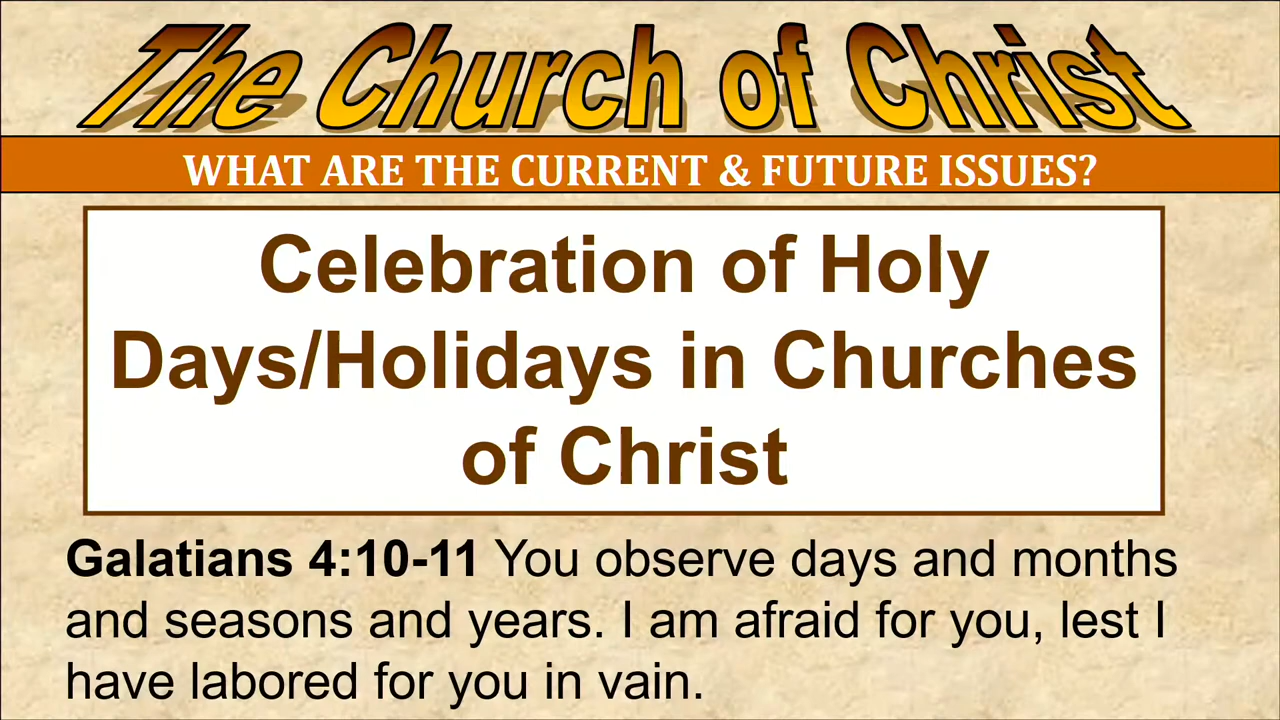 The Church of Christ
WHAT ARE THE CURRENT & FUTURE ISSUES?
Celebration of Holy
Days/Holidays in Churches
of Christ
Galatians 4:10-11 You observe days and months
and seasons and years. I am afraid for you, lest I
have labored for you in vain.